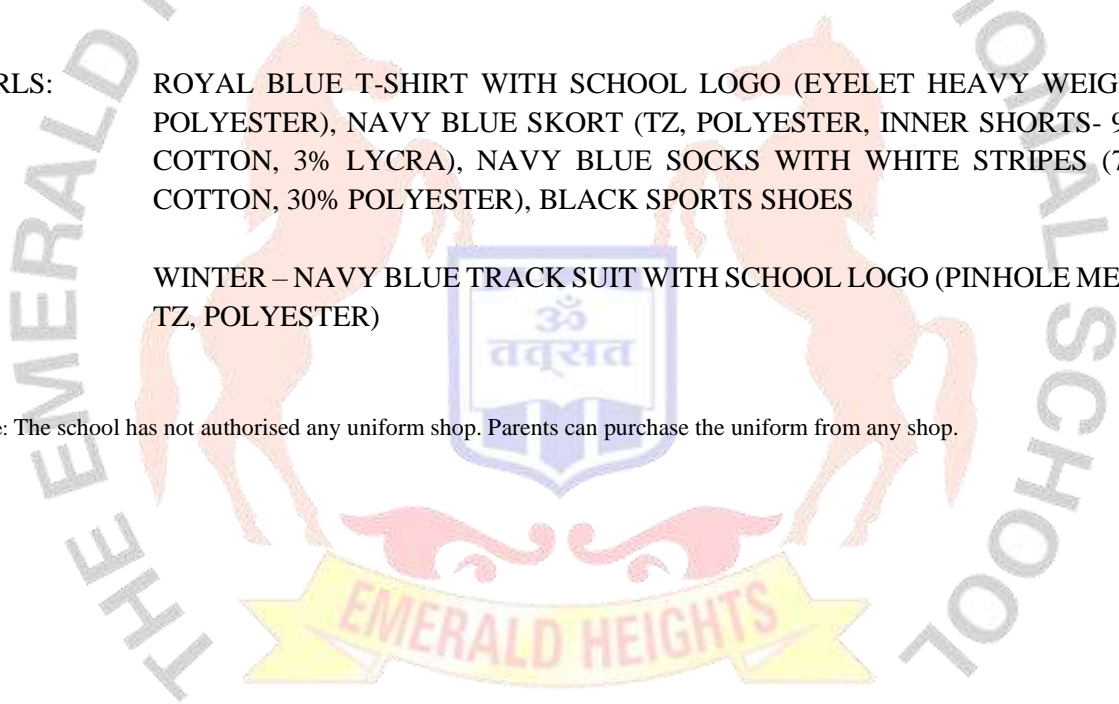 RLS: ROYAL BLUE T-SHIRT WITH SCHOOL LOGO (EYELET HEAVY WEIG
POLYESTER), NAVY BLUE SKORT (TZ, POLYESTER, INNER SHORTS- 9
COTTON, 3% LYCRA), NAVY BLUE SOCKS WITH WHITE STRIPES (7
COTTON, 30% POLYESTER), BLACK SPORTS SHOES
WINTER – NAVY BLUE TRACK SUIT WITH SCHOOL LOGO (PINHOLE ME
TZ, POLYESTER)
ॐ
तत्सत
e: The school has not authorised any uniform shop. Parents can purchase the uniform from any shop.
EMERALD HEIGHTS
THE EMERALD
IONAL SCHOOL